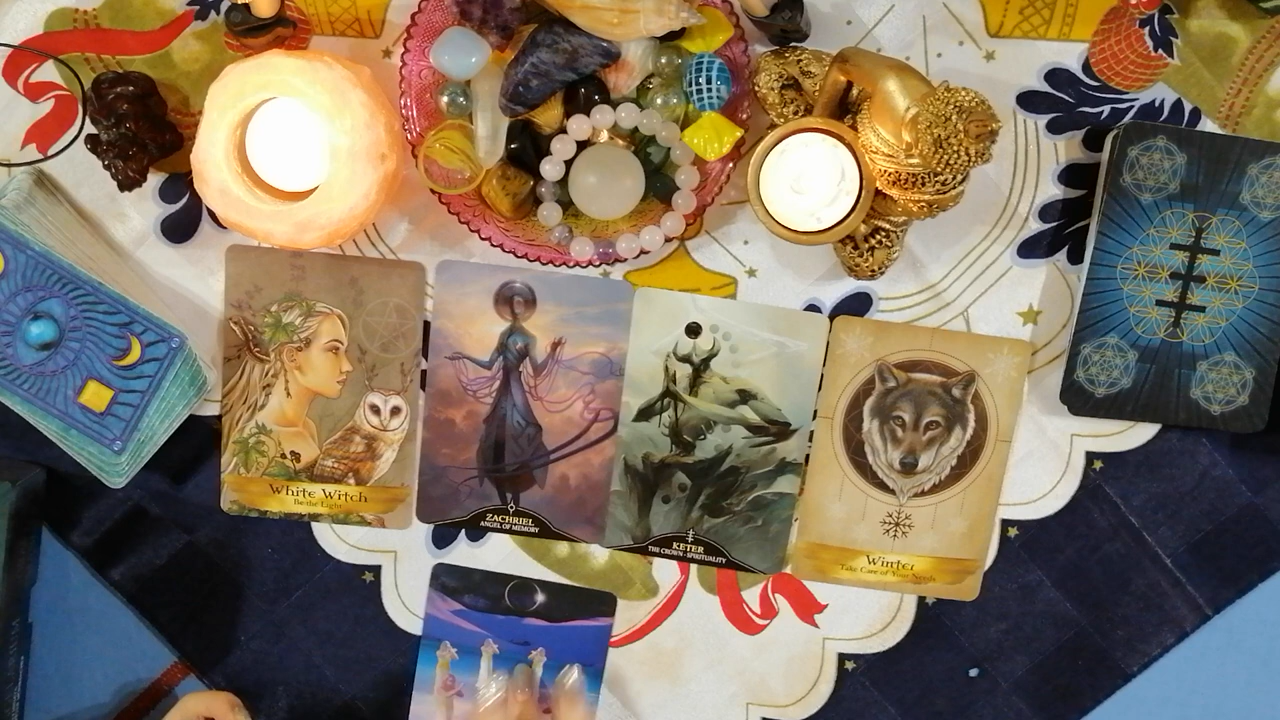 White Witch
Be the Light
ZACHRIEL
ANGEL OF MEMORY
KETER
THE CROWN - SPIRITUALITY
Winter
Take Care of Your Needs